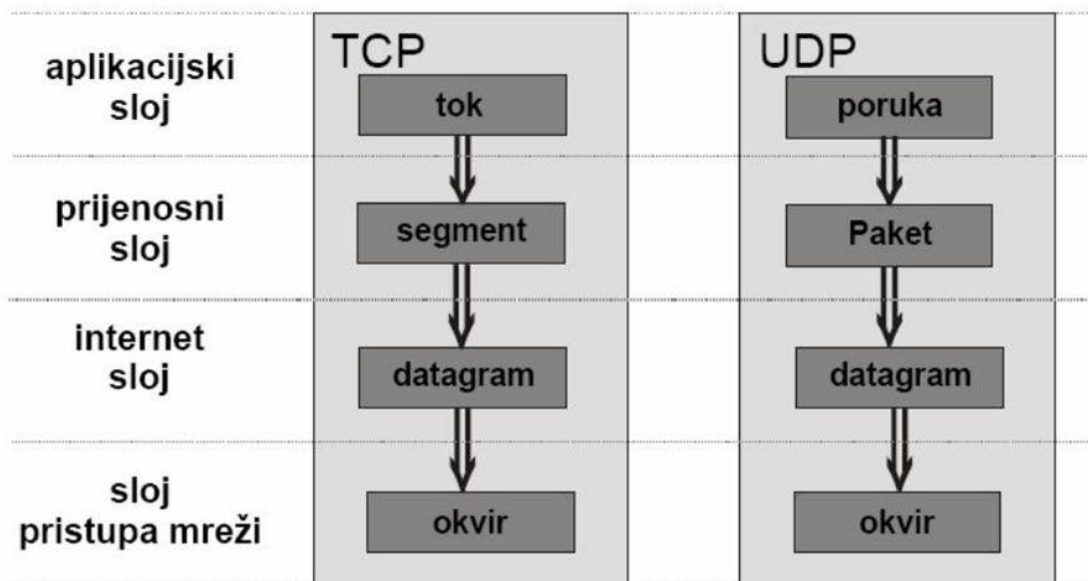 TCP
UDP
aplikacijski
sloj
tok
poruka
prijenosni
sloj
segment
Paket
internet
sloj
datagram
datagram
sloj
pristupa mreži
okvir
okvir